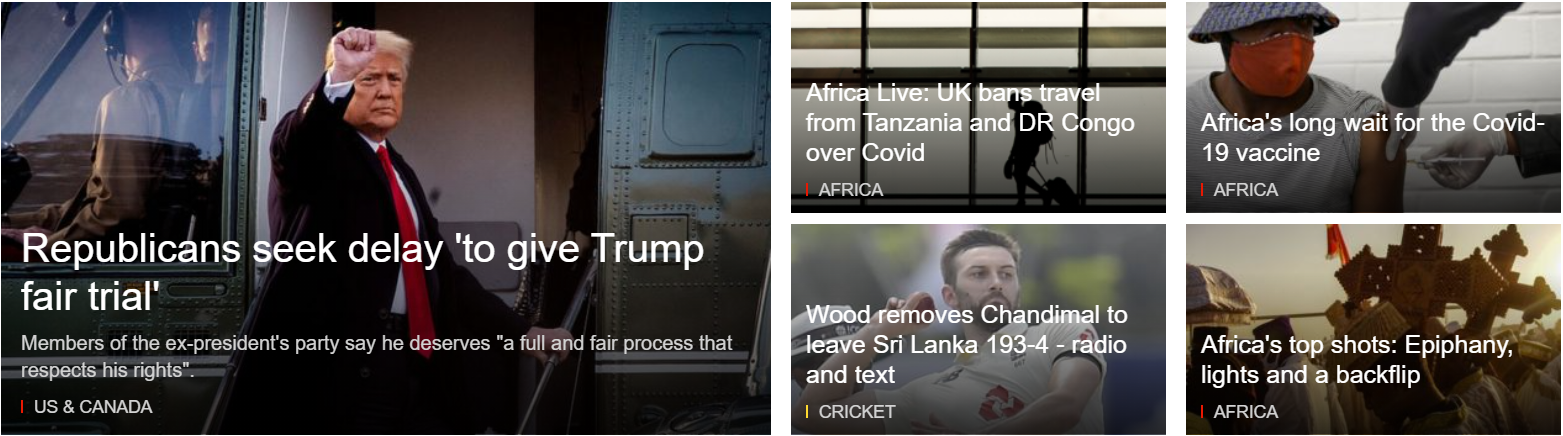 Republicans seek delay 'to give Trump
fair trial'
Members of the ex-president's party say he deserves "a full and fair process that
respects his rights".
US & CANADA
Africa Live: UK bans travel
from Tanzania and DR Congo
over Covid
AFRICA
Africa's long wait for the Covid-
19 vaccine
AFRICA
Wood removes Chandimal to
leave Sri Lanka 193-4 - radio
and text
CRICKET
Africa's top shots: Epiphany,
lights and a backflip
AFRICA